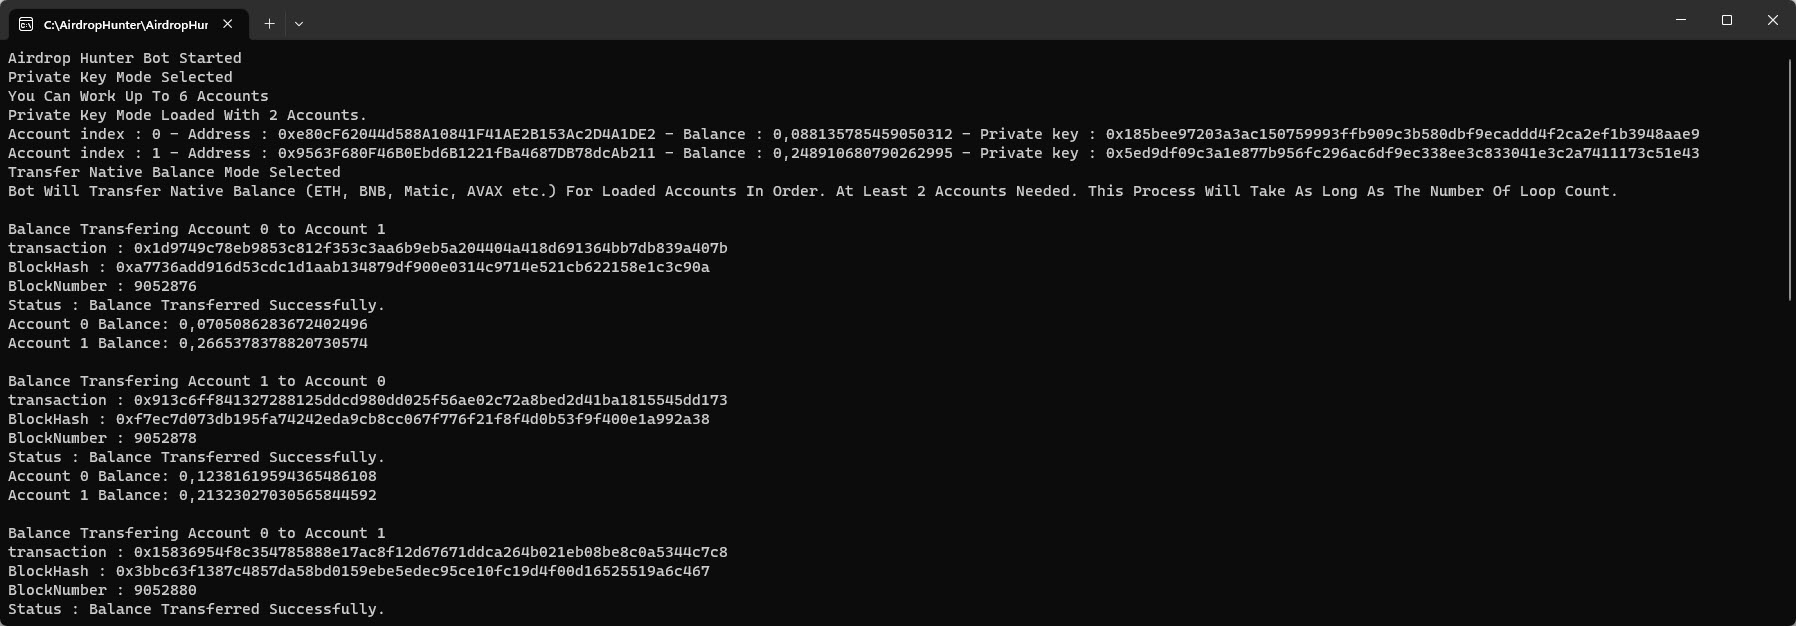 C:\AirdropHunter\AirdropHur
Airdrop Hunter Bot Started
Private Key Mode Selected
You Can Work Up To 6 Accounts
Private Key Mode Loaded With 2 Accounts.
Account index : 0 - Address : 0xe80cF62044d588A10841F41AE2B153Ac2D4A1DE2 - Balance : 0,088135785459050312 - Private key : 0x185bee97203a3ac150759993ffb909c3b580dbf9ecaddd4f2ca2ef1b3948aae9
Account index : 1 - Address : 0x9563F680F46B0Ebd6B1221fBa4687DB78dcAb211 - Balance : 0,248910680790262995 - Private key : 0x5ed9df09c3a1e877b956fc296ac6df9ec338ee3c833041e3c2a7411173c51e43
Transfer Native Balance Mode Selected
Bot Will Transfer Native Balance (ETH, BNB, Matic, AVAX etc.) For Loaded Accounts In Order. At Least 2 Accounts Needed. This Process Will Take As Long As The Number Of Loop Count.
Balance Transfering Account 0 to Account 1
transaction : 0x1d9749c78eb9853c812f353c3aa6b9eb5a204404a418d691364bb7db839a407b
BlockHash : 0xa7736add916d53cdc1d1aab134879df900e0314c9714e521cb622158e1c3c90a
BlockNumber : 9052876
Status : Balance Transferred Successfully.
Account 0 Balance: 0,0705086283672402496
Account 1 Balance: 0,2665378378820730574
Balance Transfering Account 1 to Account 0
transaction : 0x913c6ff841327288125ddcd980dd025f56ae02c72a8bed2d41ba1815545dd173
BlockHash : 0xf7ec7d073db195fa74242eda9cb8cc067f776f21f8f4d0b53f9f400e1a992a38
BlockNumber : 9052878
Status : Balance Transferred Successfully.
Account 0 Balance: 0,12381619594365486108
Account 1 Balance: 0,21323027030565844592
Balance Transfering Account 0 to Account 1
transaction : 0x15836954f8c354785888e17ac8f12d67671ddca264b021eb08be8c0a5344c7c8
BlockHash : 0x3bbc63f1387c4857da58bd0159ebe5edec95ce10fc19d4f00d16525519a6c467
BlockNumber : 9052880
Status : Balance Transferred Successfully.